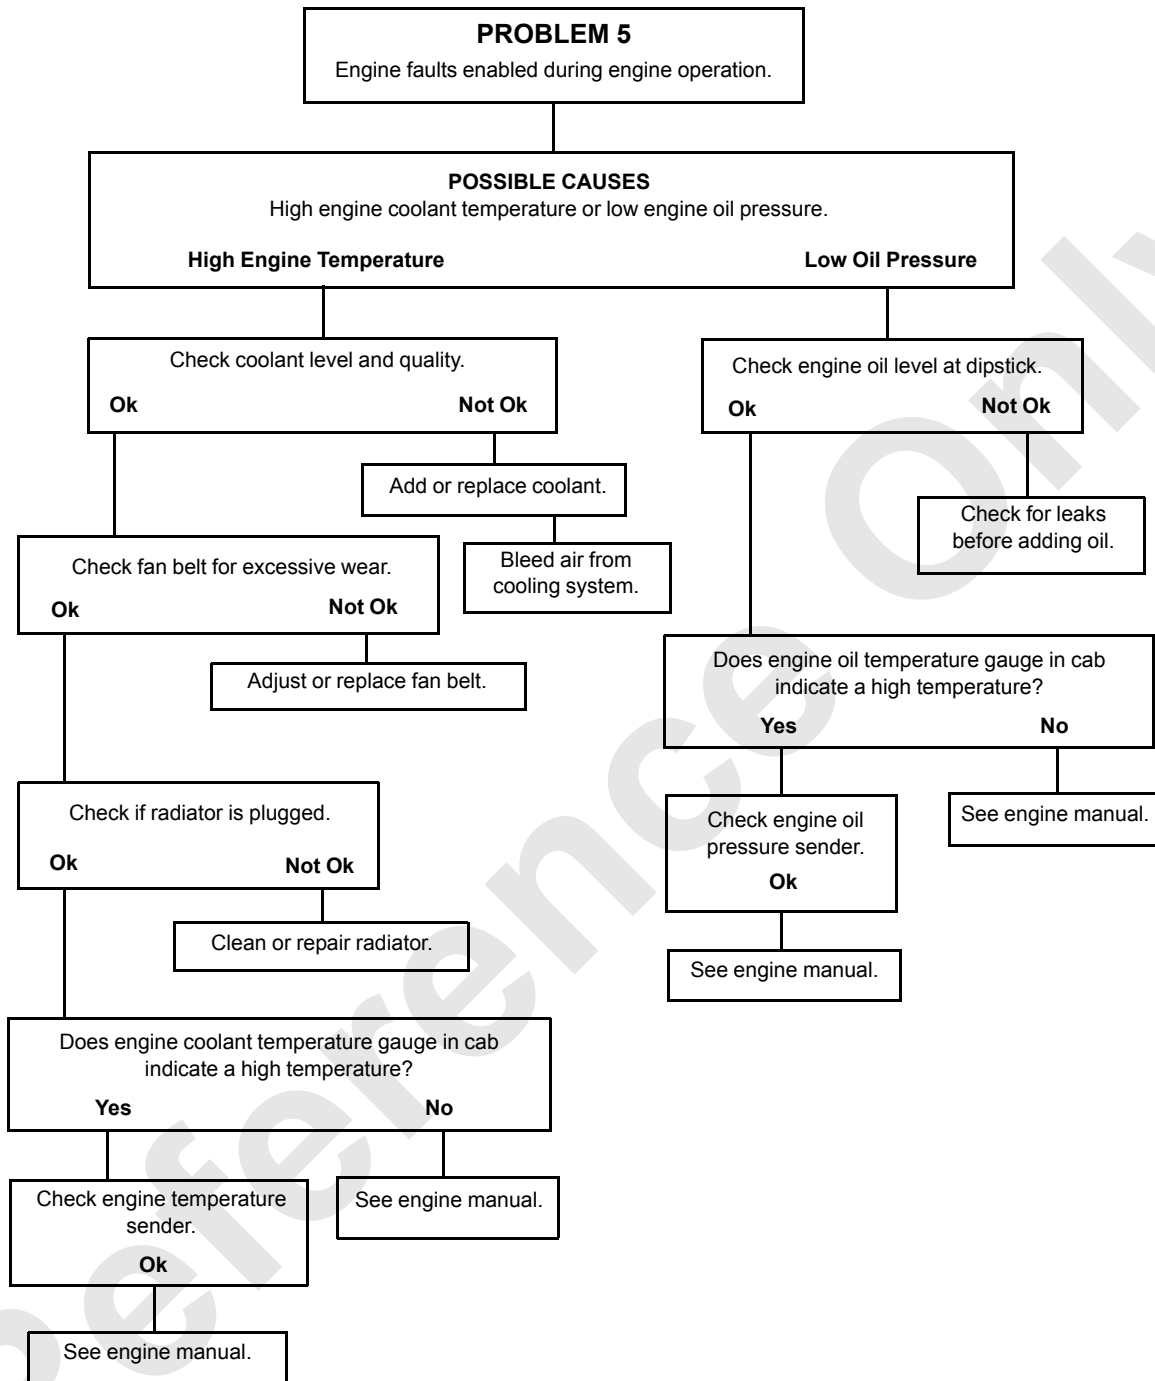 PROBLEM 5
Engine faults enabled during engine operation.
POSSIBLE CAUSES
High engine coolant temperature or low engine oil pressure.
High Engine Temperature
Low Oil Pressure
Check coolant level and quality.
Ok
Not Ok
Add or replace coolant.
Bleed air from
cooling system.
Check fan belt for excessive wear.
Ok
Not Ok
Adjust or replace fan belt.
Check if radiator is plugged.
Ok
Not Ok
Clean or repair radiator.
Does engine coolant temperature gauge in cab
indicate a high temperature?
Yes
No
Check engine temperature
sender.
Ok
See engine manual.
See engine manual.
Check engine oil level at dipstick.
Ok
Not Ok
Check for leaks
before adding oil.
Does engine oil temperature gauge in cab
indicate a high temperature?
Yes
No
Check engine oil
pressure sender.
Ok
See engine manual.
See engine manual.
Reference Only